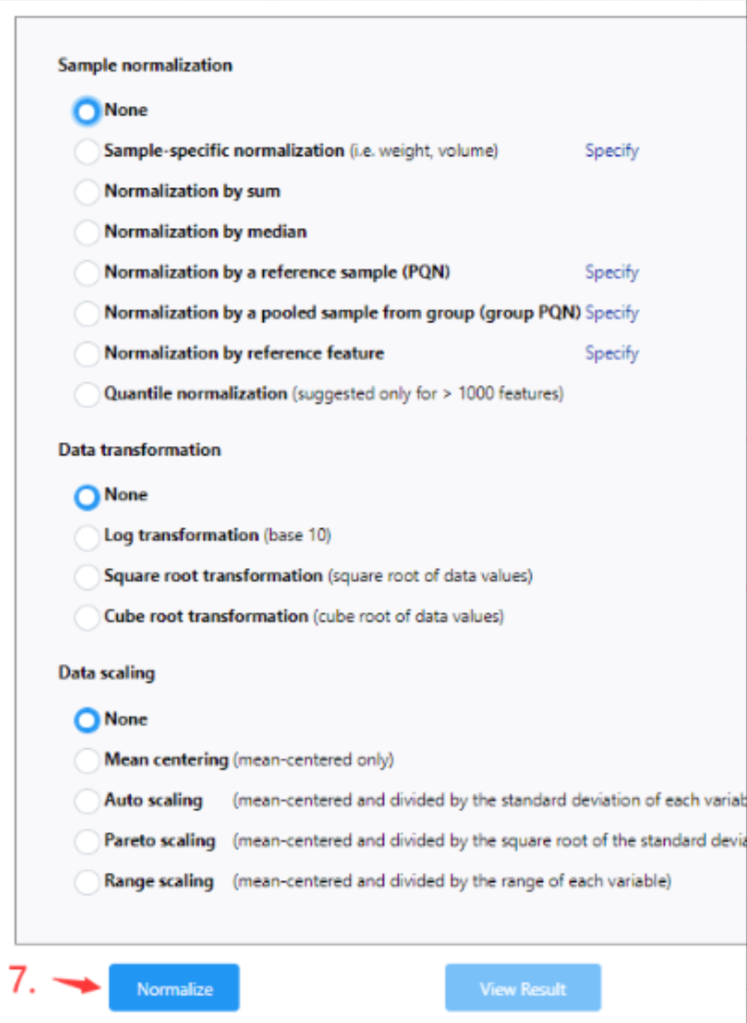 Sample normalization
None
Sample-specific normalization (i.e. weight, volume) Specify
Normalization by sum
Normalization by median
Normalization by a reference sample (PQN) Specify
Normalization by a pooled sample from group (group PQN) Specify
Normalization by reference feature Specify
Quantile normalization (suggested only for > 1000 features)
Data transformation
None
Log transformation (base 10)
Square root transformation (square root of data values)
Cube root transformation (cube root of data values)
Data scaling
None
Mean centering (mean-centered only)
Auto scaling (mean-centered and divided by the standard deviation of each variab
Pareto scaling (mean-centered and divided by the square root of the standard devia
Range scaling (mean-centered and divided by the range of each variable)
7. Normalize View Result